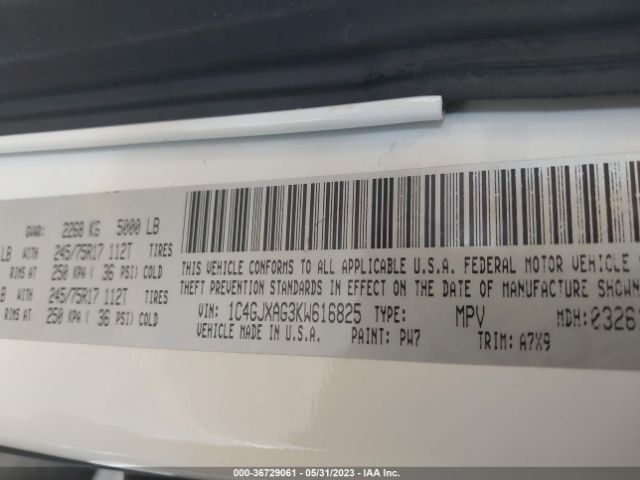 GVWR: 2268 KG 5000 LB
LB WITH 245/75R17 112T TIRES
RIMS AT 250 KPA ( 36 PSI) COLD
WITH 245/75R17 112T TIRES
RIMS AT 250 KPA ( 36 PSI) COLD
THIS VEHICLE CONFORMS TO ALL APPLICABLE U.S.A. FEDERAL MOTOR VEHICLE
THEFT PREVENTION STANDARDS IN EFFECT ON THE DATE OF MANUFACTURE SHOWN
VIN: 1C4GJXAG3KW616825 TYPE: MPV MDH:
VEHICLE MADE IN U.S.A. PAINT: PW7 TRIM: A7X9
000-36729061 - 05/31/2023 - IAAI Inc.